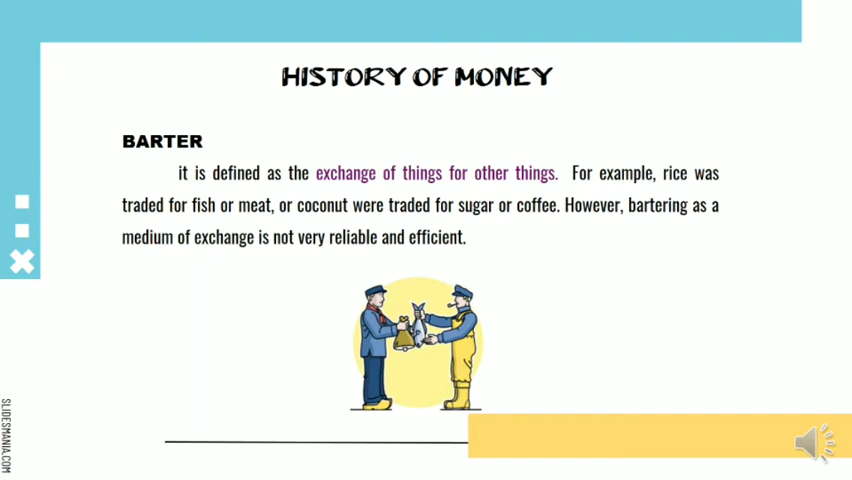 HISTORY OF MONEY
BARTER
it is defined as the exchange of things for other things. For example, rice was
traded for fish or meat, or coconut were traded for sugar or coffee. However, bartering as a
medium of exchange is not very reliable and efficient.
SLIDESMANIA.COM